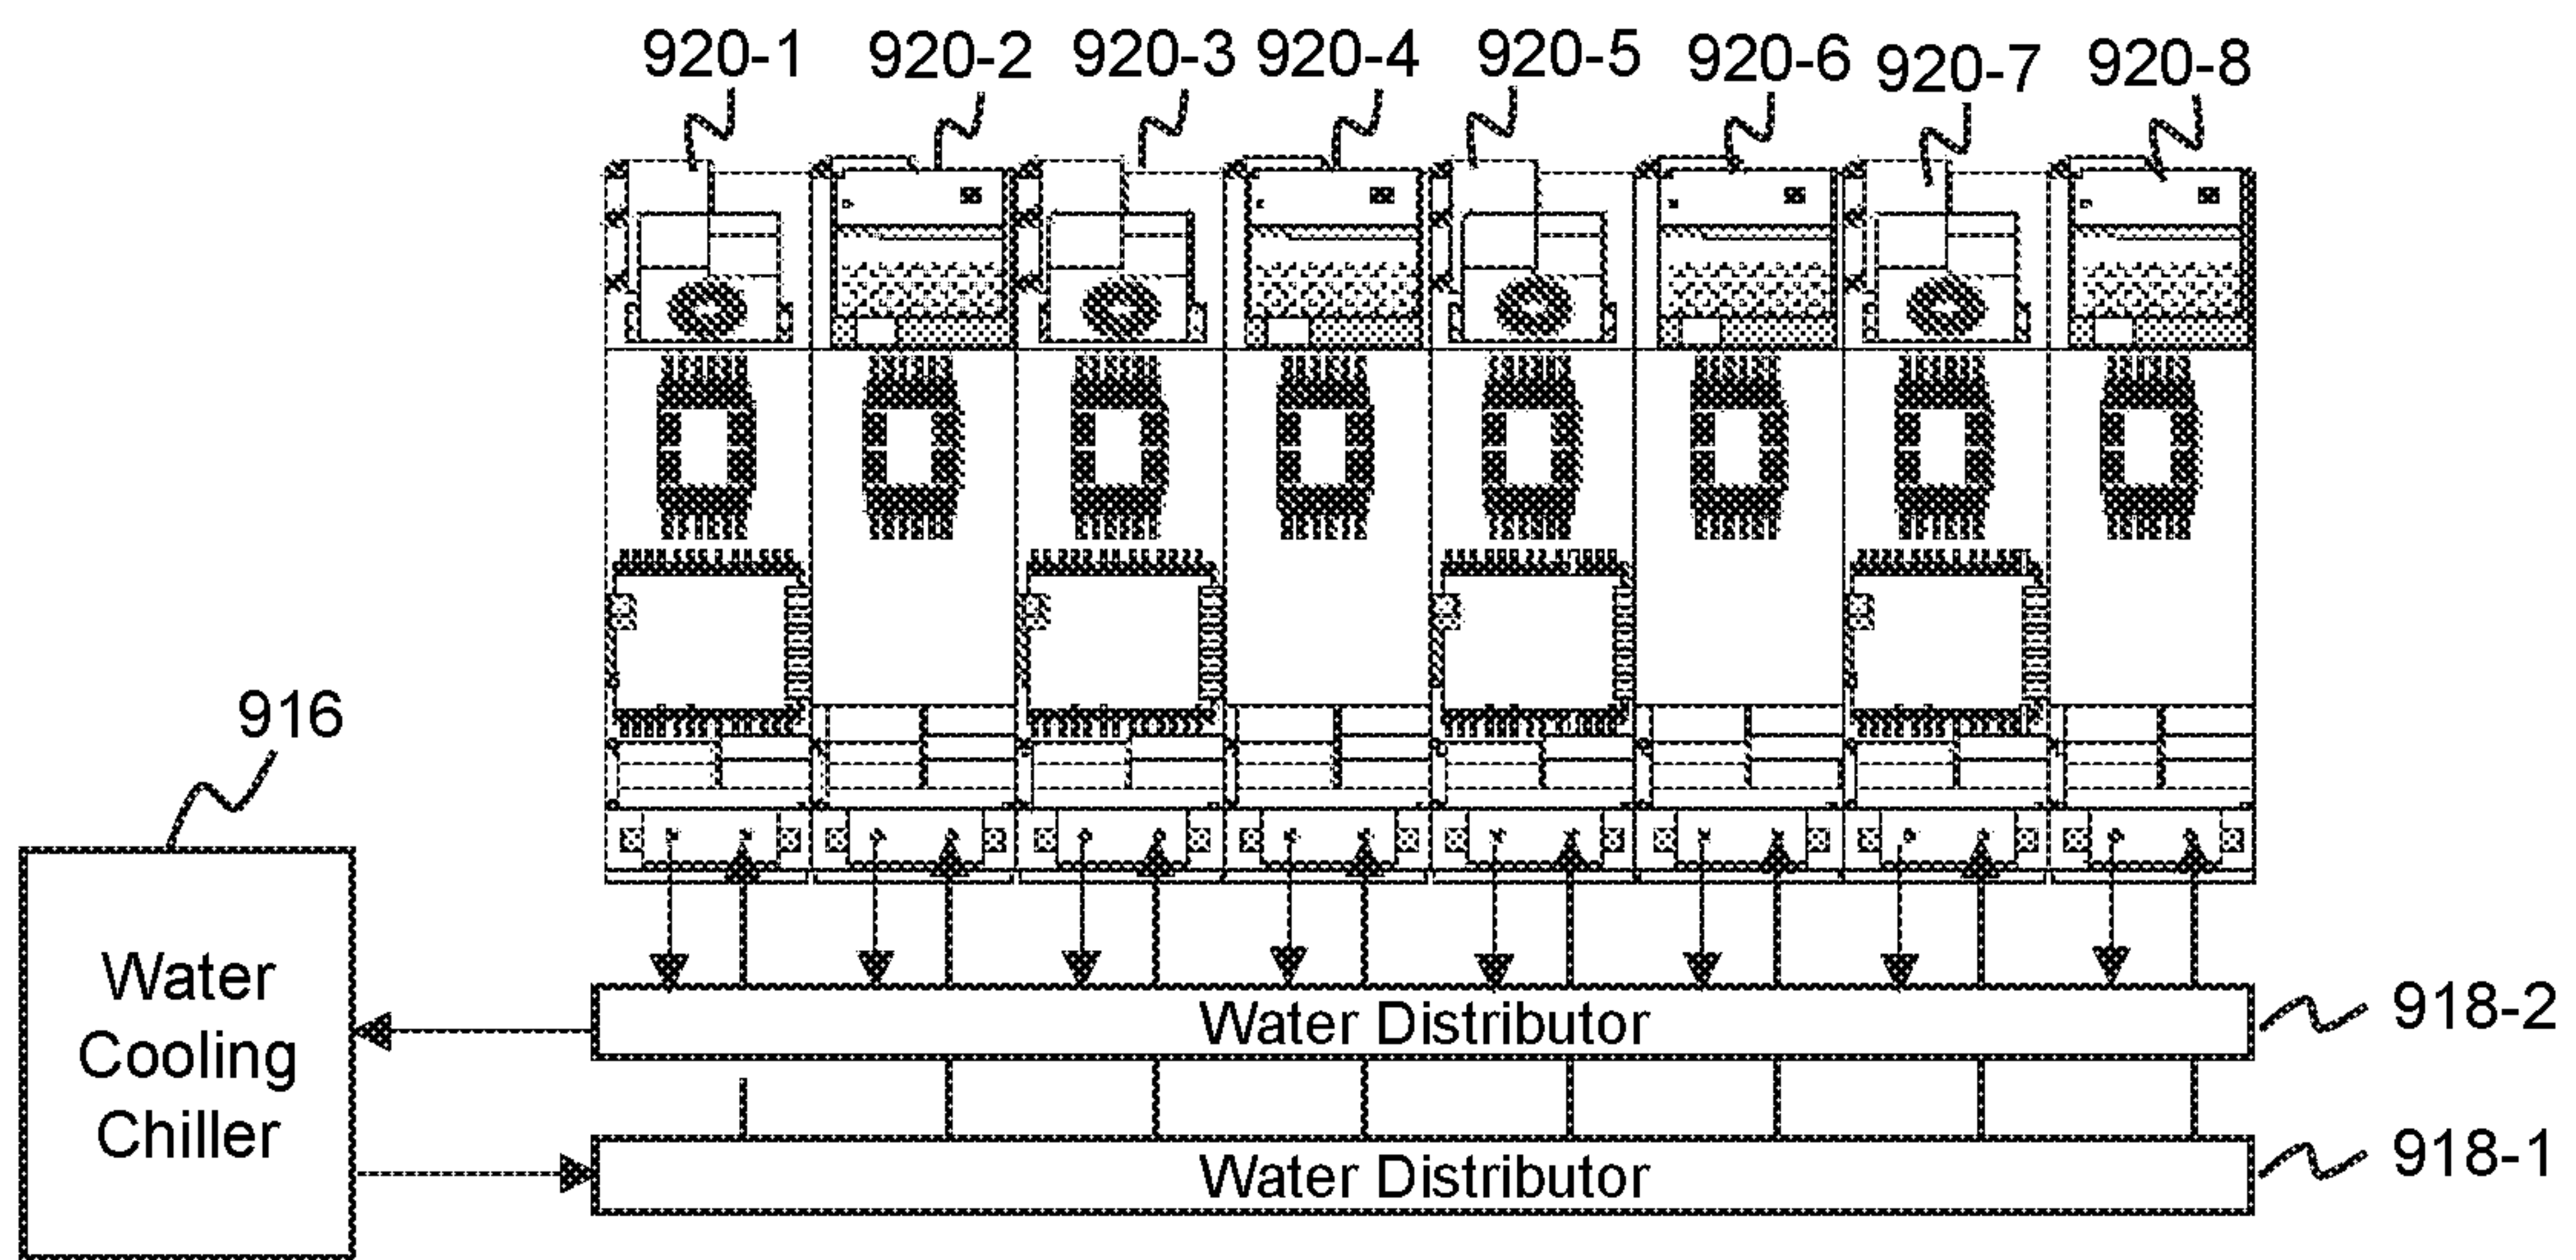 920-1 920-2 920-3 920-4 920-5 920-6 920-7 920-8
916
Water
Cooling
Chiller
Water Distributor
918-2
Water Distributor
918-1